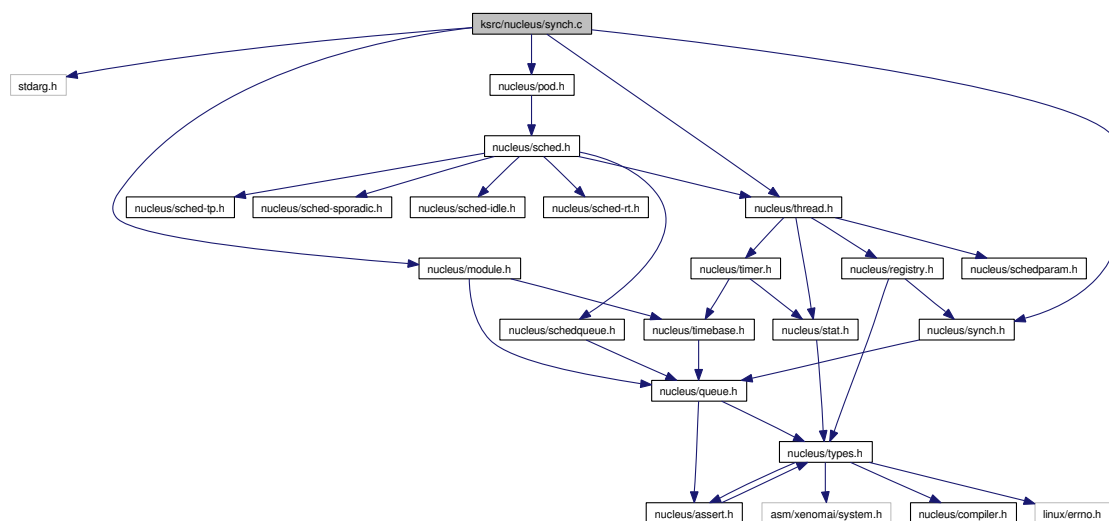 ksrc/nucleus/synch.c
stdarg.h
nucleus/pod.h
nucleus/sched.h
nucleus/sched-tp.h
nucleus/sched-sporadic.h
nucleus/sched-idle.h
nucleus/sched-rt.h
nucleus/thread.h
nucleus/module.h
nucleus/timer.h
nucleus/registry.h
nucleus/schedparam.h
nucleus/schedqueue.h
nucleus/timebase.h
nucleus/stat.h
nucleus/synch.h
nucleus/queue.h
nucleus/types.h
nucleus/assert.h
asm/xenomai/system.h
nucleus/compiler.h
linux/errno.h